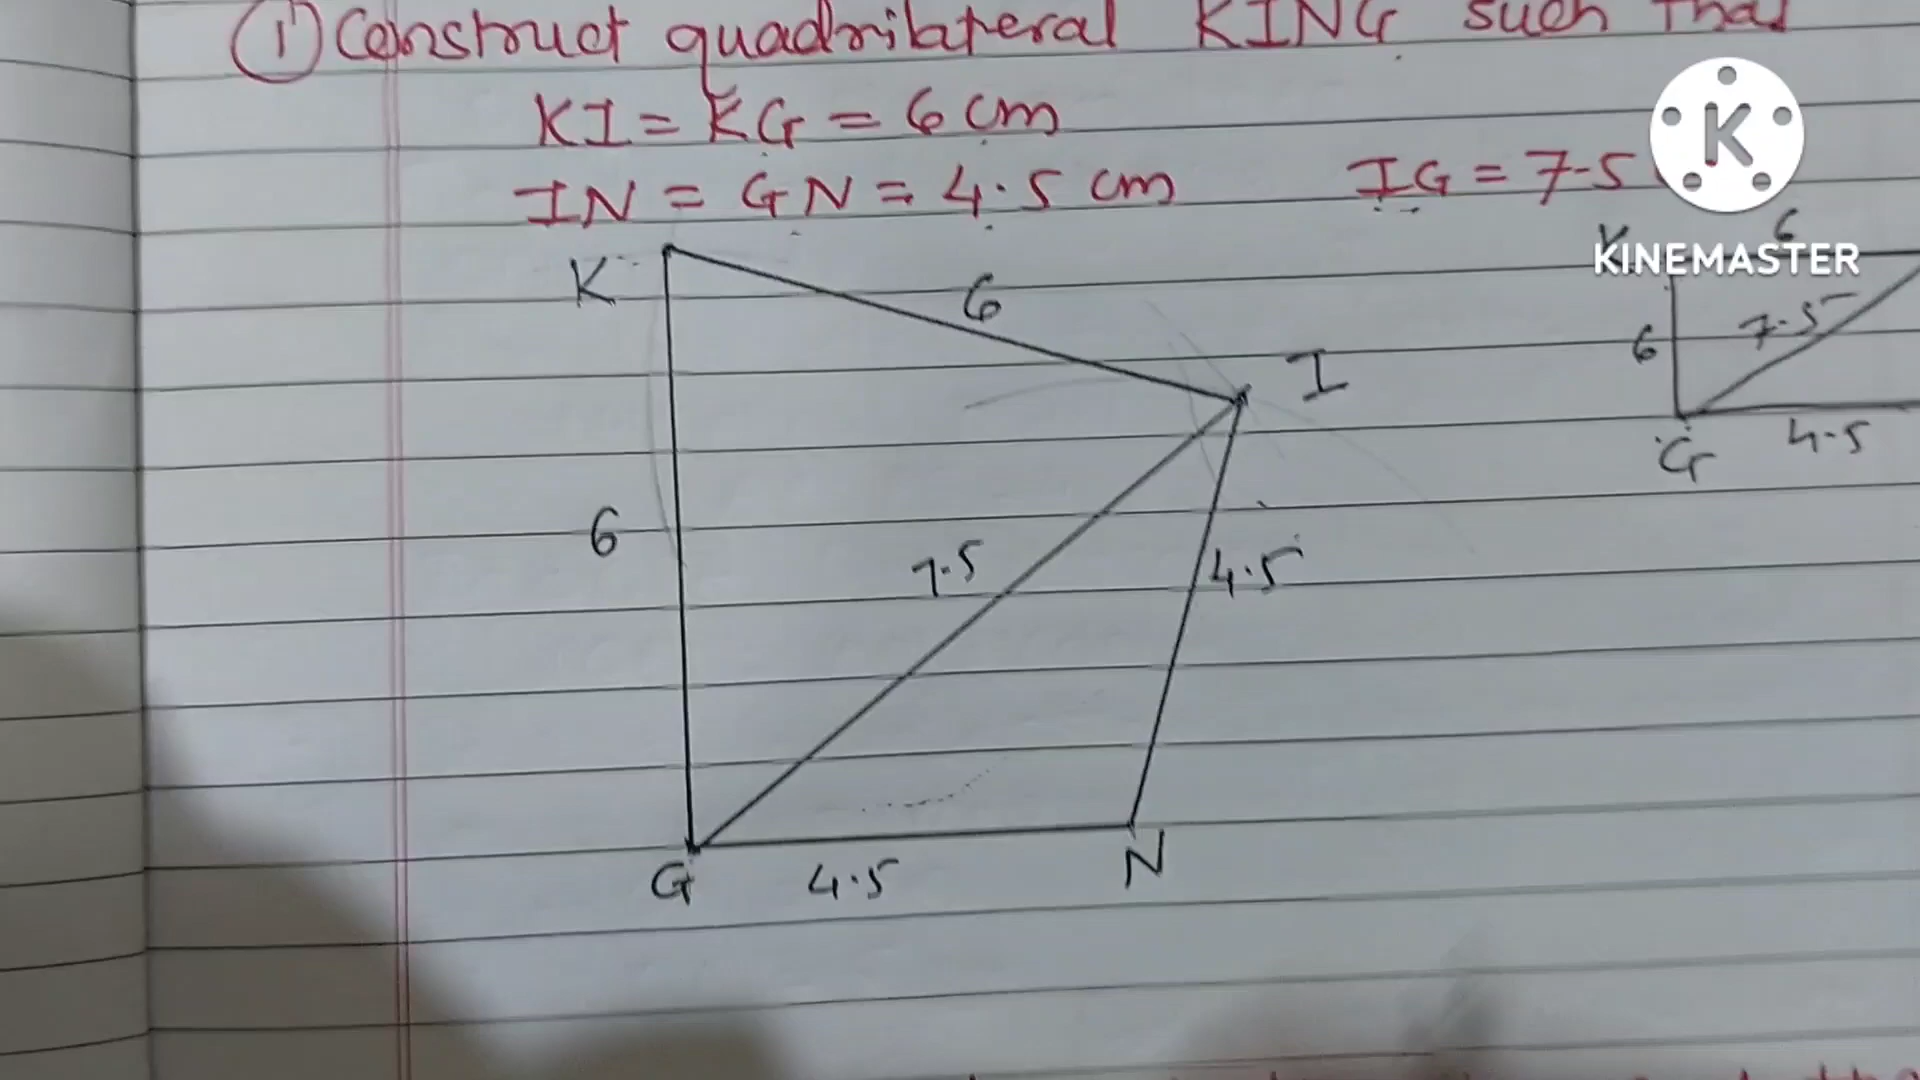 ① Construct quadrilateral KING such that
KI = KG = 6 cm
IN = GN = 4.5 cm IG = 7.5
K
KINEMASTER
K 6
6
I
6 7.5
G 4.5
6
7.5
4.5
G 4.5 N